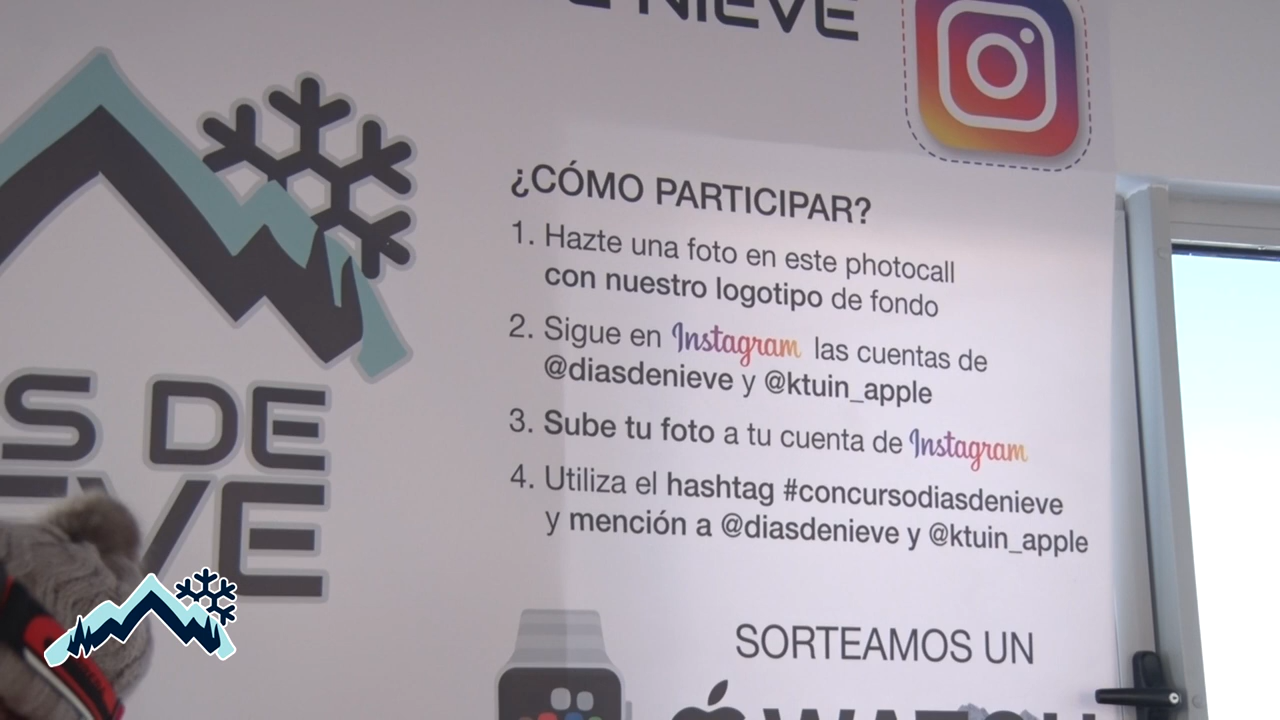 NIEVE
¿CÓMO PARTICIPAR?
1. Hazte una foto en este photocall
con nuestro logotipo de fondo
2. Sigue en Instagram las cuentas de
@diasdenieve y @ktuin_apple
3. Sube tu foto a tu cuenta de Instagram
4. Utiliza el hashtag #concursodiasdenieve
y mención a @diasdenieve y @ktuin_apple
SORTEAMOS UN
WATCH
S DE
EVE